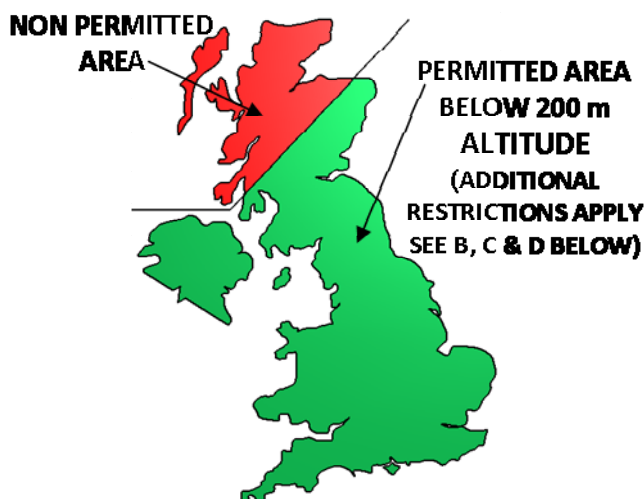 NON PERMITTED
AREA
PERMITTED AREA
BELOW 200 m
ALTITUDE
(ADDITIONAL
RESTRICTIONS APPLY
SEE B, C & D BELOW)